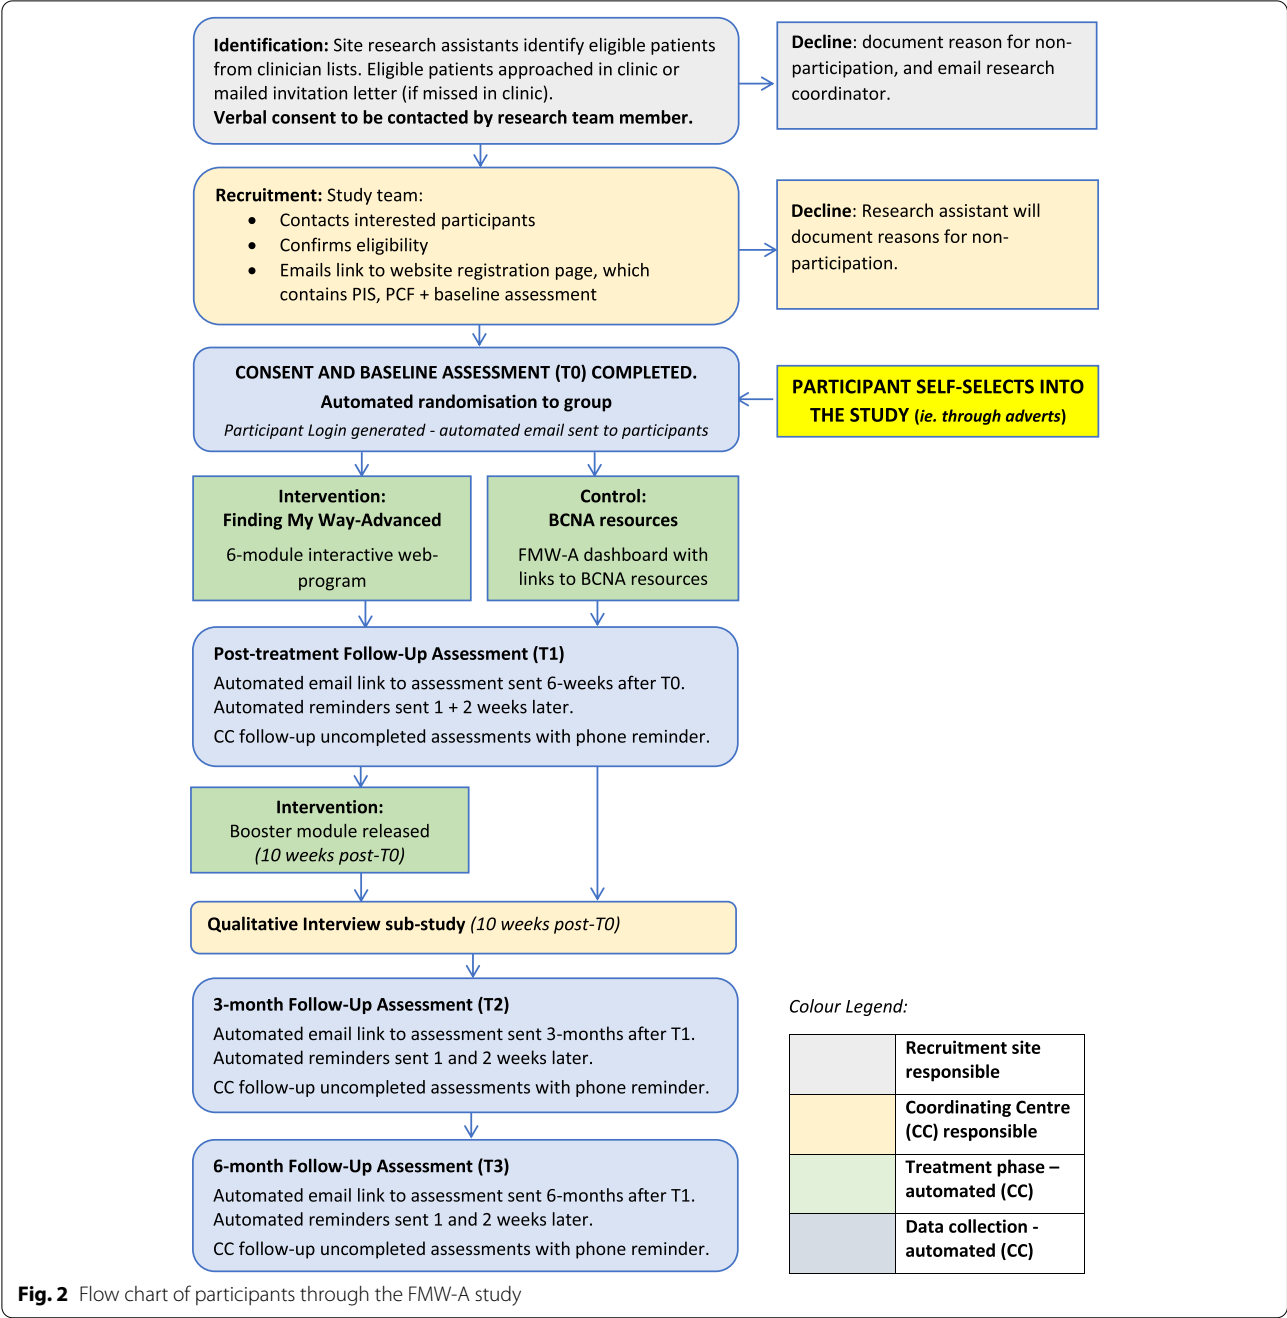 Identification: Site research assistants identify eligible patients
from clinician lists. Eligible patients approached in clinic or
mailed invitation letter (if missed in clinic).
Verbal consent to be contacted by research team member.
Decline: document reason for non-
participation, and email research
coordinator.
Recruitment: Study team:
• Contacts interested participants
• Confirms eligibility
• Emails link to website registration page, which
contains PIS, PCF + baseline assessment
Decline: Research assistant will
document reasons for non-
participation.
CONSENT AND BASELINE ASSESSMENT (T0) COMPLETED.
Automated randomisation to group
Participant Login generated - automated email sent to participants
PARTICIPANT SELF-SELECTS INTO
THE STUDY (ie. through adverts)
Intervention:
Finding My Way-Advanced
6-module interactive web-
program
Control:
BCNA resources
FMW-A dashboard with
links to BCNA resources
Post-treatment Follow-Up Assessment (T1)
Automated email link to assessment sent 6-weeks after T0.
Automated reminders sent 1 + 2 weeks later.
CC follow-up uncompleted assessments with phone reminder.
Intervention:
Booster module released
(10 weeks post-T0)
Qualitative Interview sub-study (10 weeks post-T0)
3-month Follow-Up Assessment (T2)
Automated email link to assessment sent 3-months after T1.
Automated reminders sent 1 and 2 weeks later.
CC follow-up uncompleted assessments with phone reminder.
6-month Follow-Up Assessment (T3)
Automated email link to assessment sent 6-months after T1.
Automated reminders sent 1 and 2 weeks later.
CC follow-up uncompleted assessments with phone reminder.
Colour Legend:
Recruitment site
responsible
Coordinating Centre
(CC) responsible
Treatment phase –
automated (CC)
Data collection -
automated (CC)
Fig. 2 Flow chart of participants through the FMW-A study